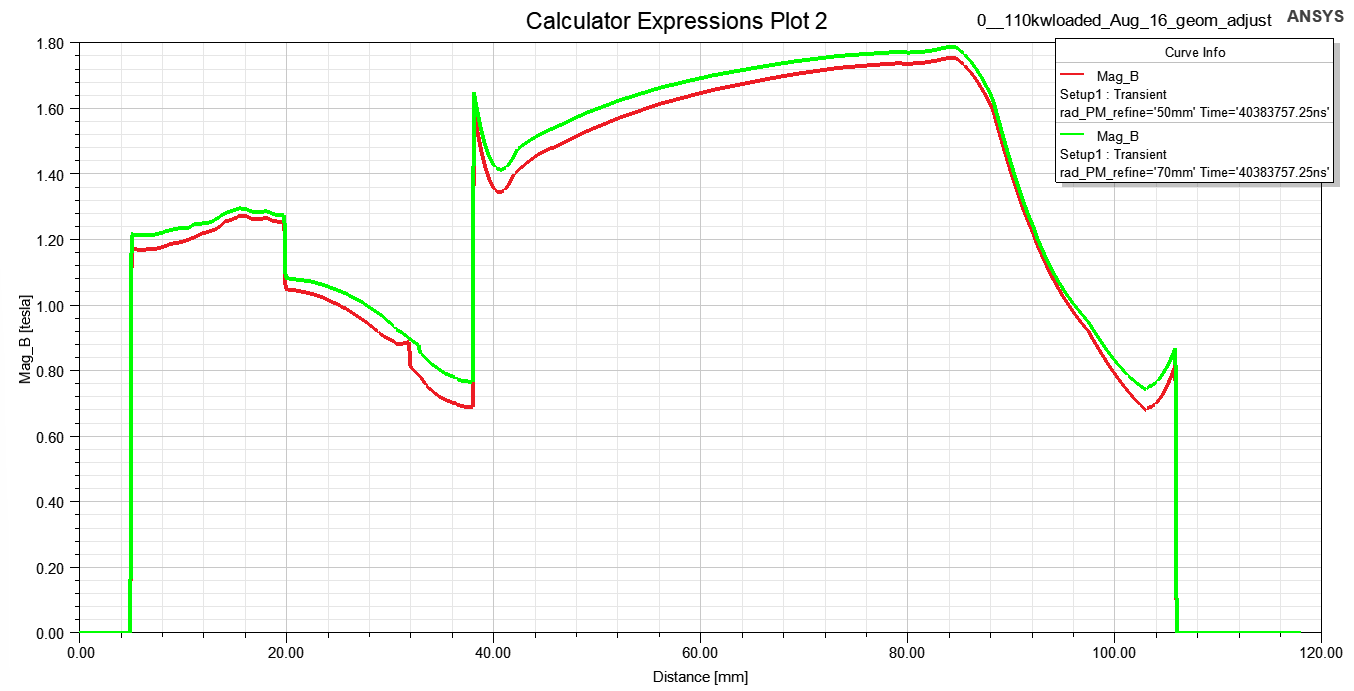 Calculator Expressions Plot 2
0__110kwloaded_Aug_16_geom_adjust
ANSYS
Curve Info
Mag_B
Setup1 : Transient
rad_PM_refine='50mm' Time='40383757.25ns'
Mag_B
Setup1 : Transient
rad_PM_refine='70mm' Time='40383757.25ns'
Mag_B [tesla]
1.80
1.60
1.40
1.20
1.00
0.80
0.60
0.40
0.20
0.00
0.00 20.00 40.00 60.00 80.00 100.00 120.00
Distance [mm]